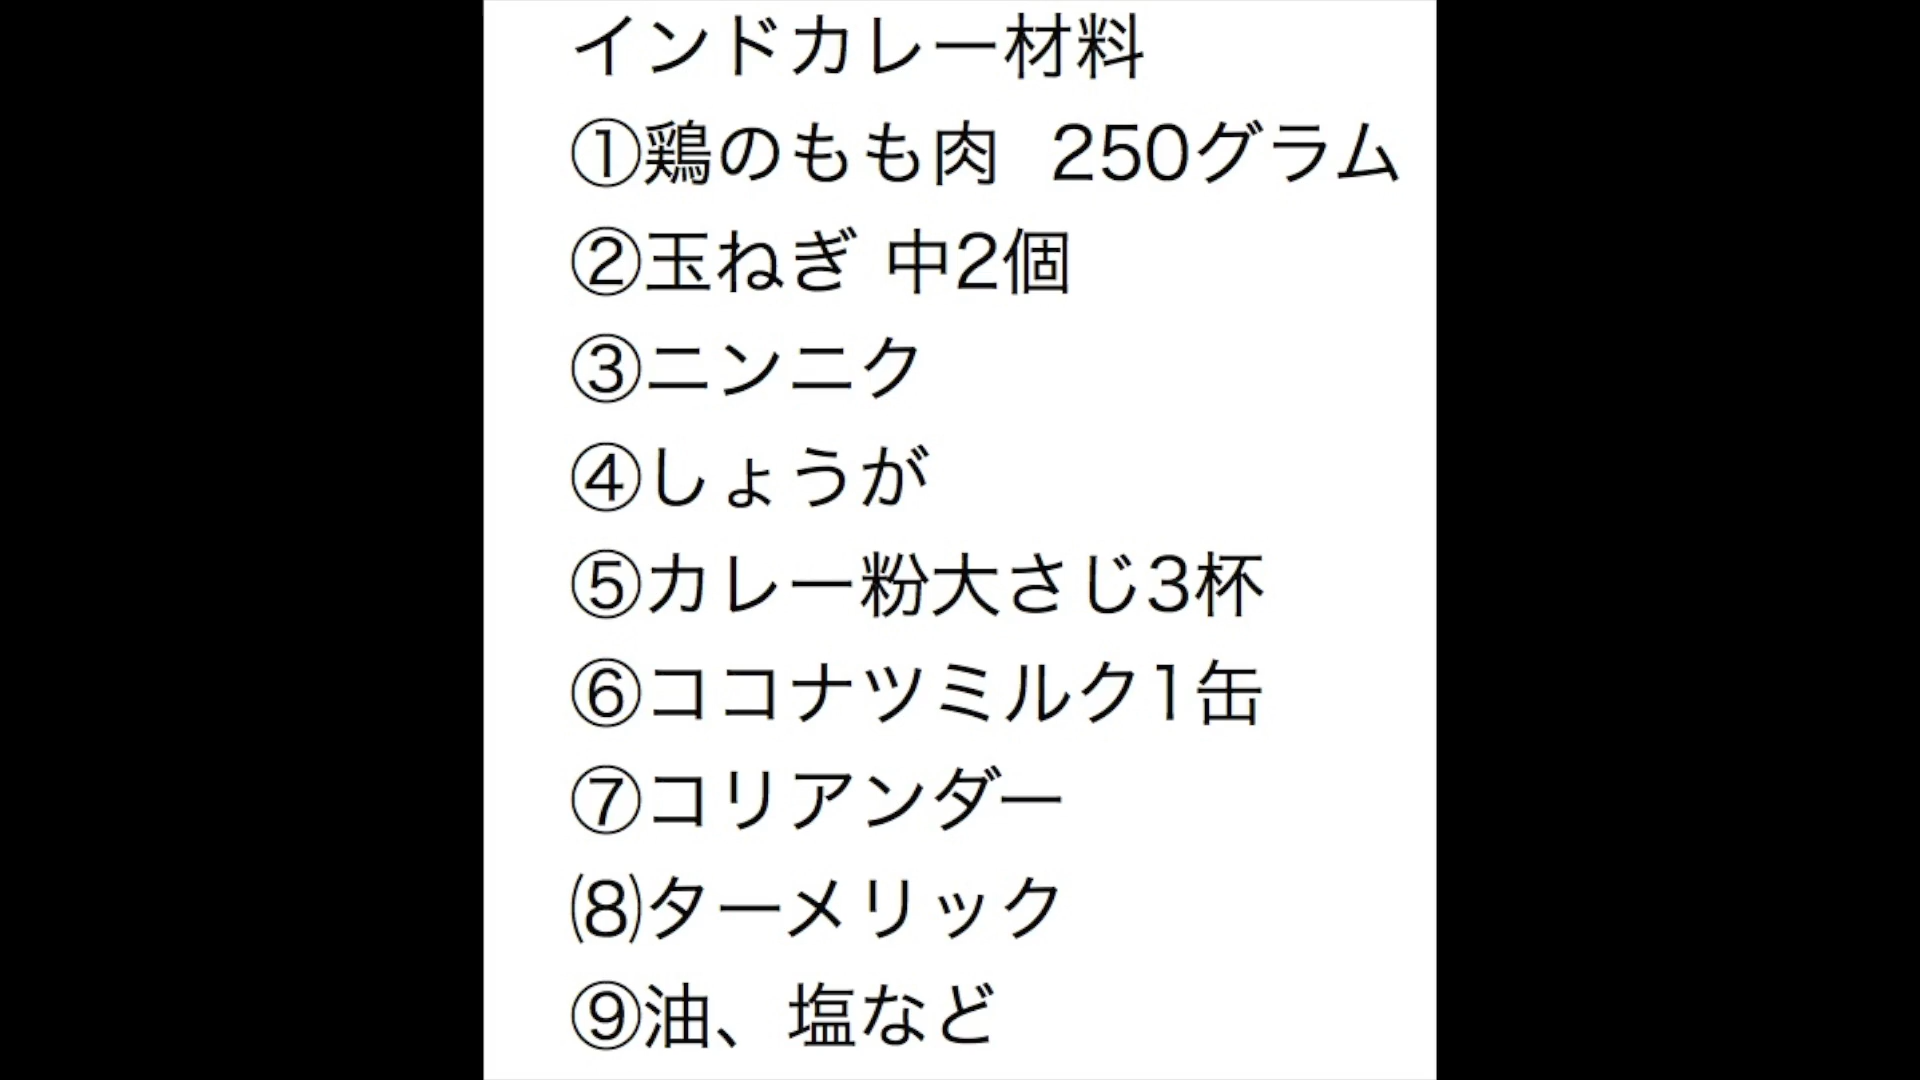 インドカレー材料
①鶏のもも肉 250グラム
②玉ねぎ 中2個
③ニンニク
④しょうが
⑤カレー粉大さじ3杯
⑥ココナツミルク1缶
⑦コリアンダー
⑻ターメリック
⑨油、塩など